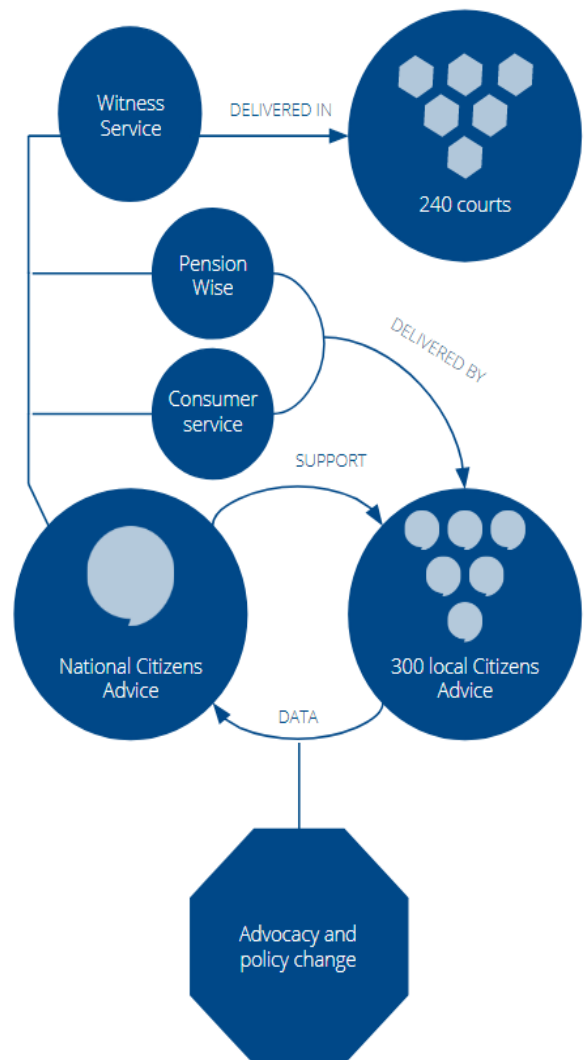 Witness
Service
DELIVERED IN
240 courts
Pension
Wise
DELIVERED BY
Consumer
service
SUPPORT
National Citizens
Advice
300 local Citizens
Advice
DATA
Advocacy and
policy change